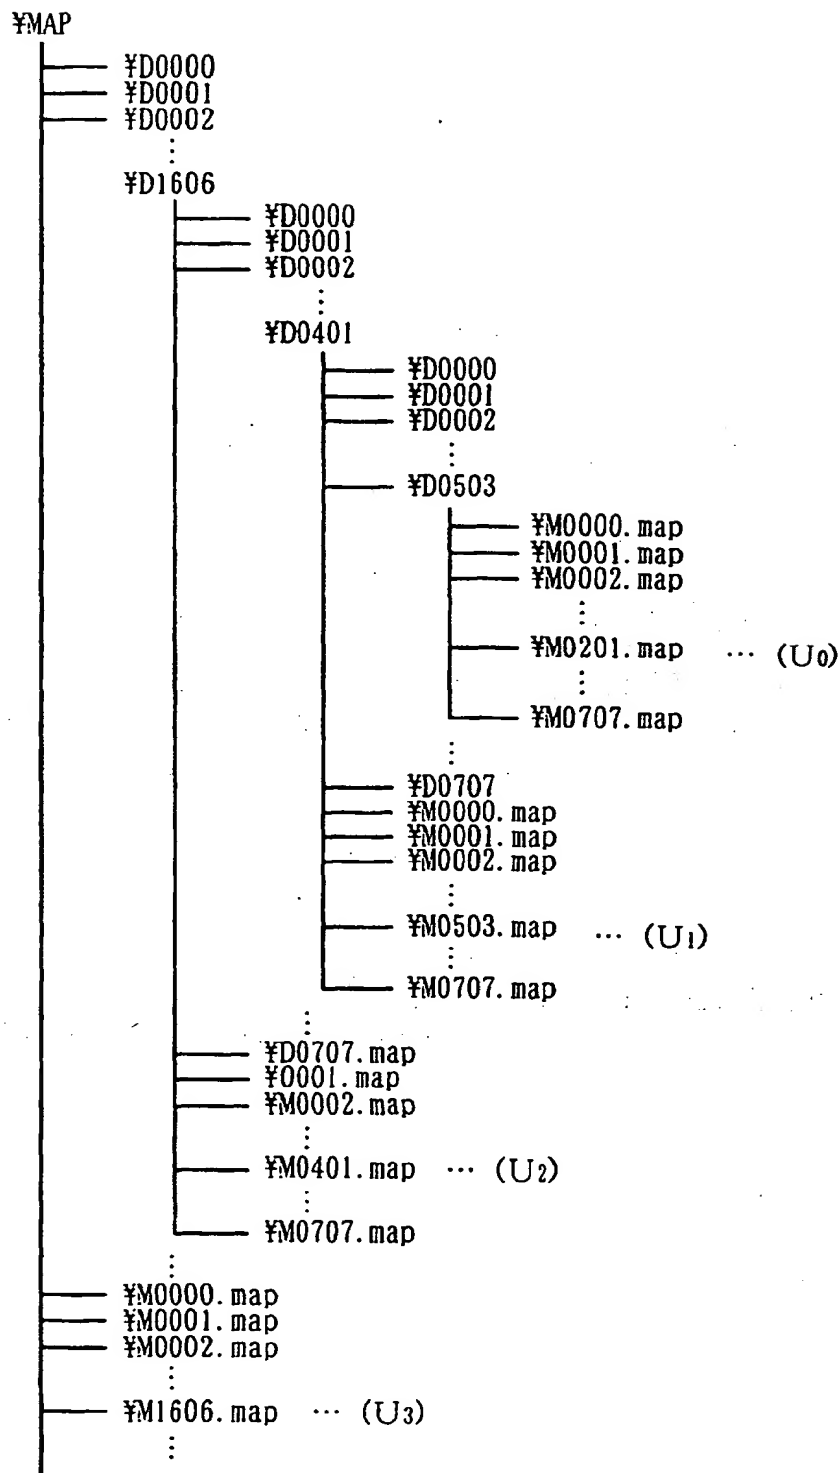 ¥MAP
¥D0000
¥D0001
¥D0002
⋮
¥D1606
¥D0000
¥D0001
¥D0002
⋮
¥D0401
¥D0000
¥D0001
¥D0002
⋮
¥D0503
¥M0000.map
¥M0001.map
¥M0002.map
⋮
¥M0201.map … (U0)
⋮
¥M0707.map
⋮
¥D0707
¥M0000.map
¥M0001.map
¥M0002.map
⋮
¥M0503.map … (U1)
⋮
¥M0707.map
⋮
¥D0707.map
¥0001.map
¥M0002.map
⋮
¥M0401.map … (U2)
⋮
¥M0707.map
⋮
¥M0000.map
¥M0001.map
¥M0002.map
⋮
¥M1606.map … (U3)
⋮